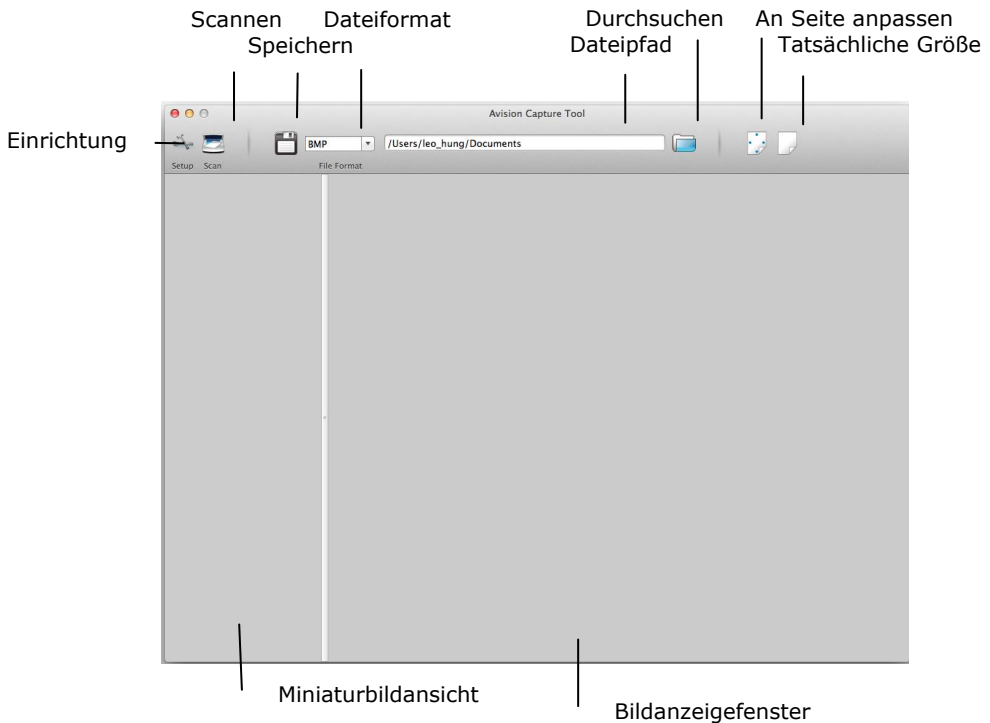 Scannen Dateiformat Durchsuchen An Seite anpassen
Speichern Dateipfad Tatsächliche Größe
Avision Capture Tool
Einrichtung
BMP /Users/leo_hung/Documents
Setup Scan File Format
Miniaturbildansicht
Bildanzeigefenster